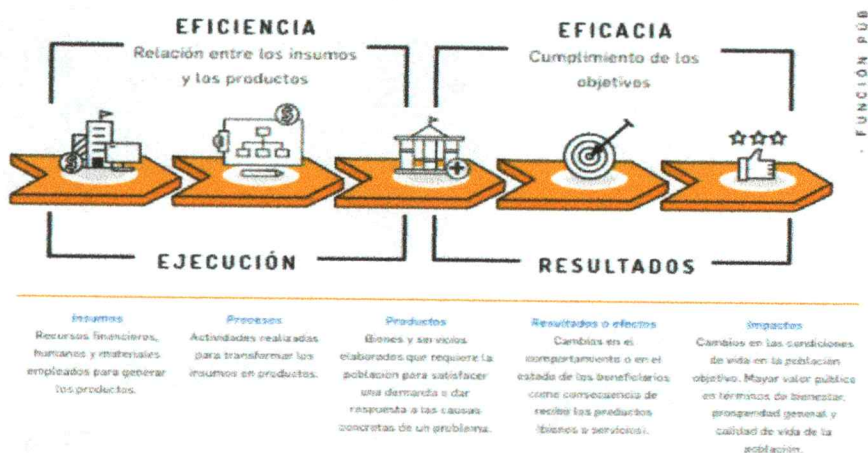 EFICIENCIA
Relación entre los insumos
y los productos
EFICACIA
Cumplimiento de los
objetivos
EJECUCIÓN
RESULTADOS
Insumos
Recursos financieros,
humanos y materiales
empleados para generar
los productos.
Procesos
Actividades realizadas
para transformar los
insumos en productos.
Productos
Bienes y servicios
elaborados que requiere la
población para satisfacer
una demanda o dar
respuesta a las causas
concretas de un problema.
Resultados o efectos
Cambios en el
comportamiento o en el
estado de los beneficiarios
como consecuencia de
recibir los productos
(bienes o servicios).
Impactos
Cambios en las condiciones
de vida en la población
objetivo. Mayor valor público
en términos de bienestar,
prosperidad general y
calidad de vida de la
población.
FUNCIÓN